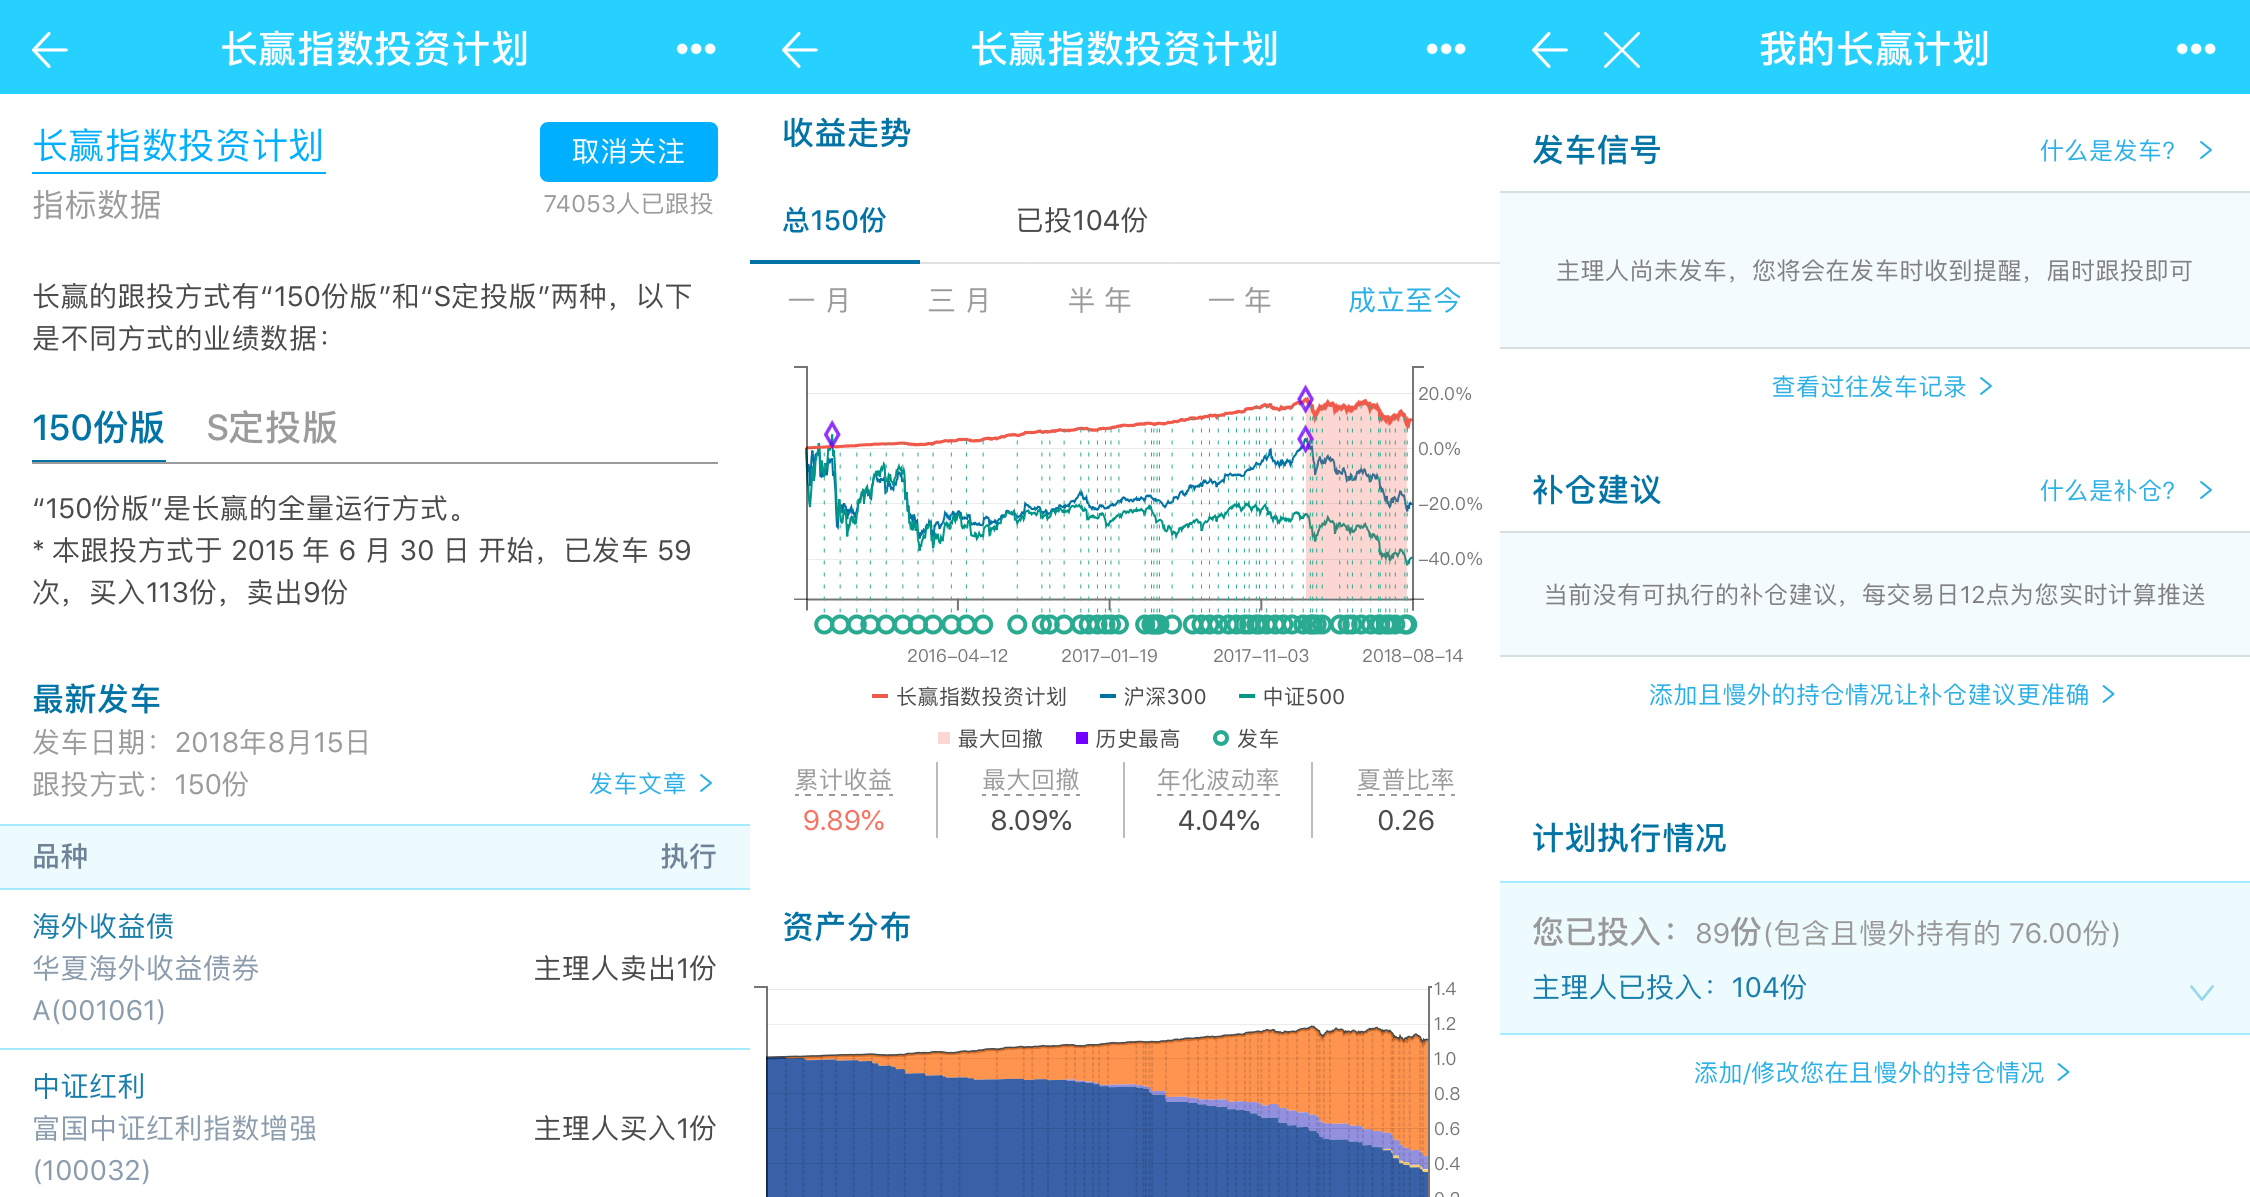 长赢指数投资计划
长赢指数投资计划
取消关注
指标数据
74053人已跟投
长赢的跟投方式有“150份版”和“S定投版”两种，以下
是不同方式的业绩数据：
150份版 S定投版
“150份版”是长赢的全量运行方式。
* 本跟投方式于 2015 年 6 月 30 日 开始，已发车 59
次，买入113份，卖出9份
最新发车
发车日期：2018年8月15日
跟投方式：150份
发车文章
品种 执行
海外收益债
华夏海外收益债券
A(001061)
主理人卖出1份
中证红利
富国中证红利指数增强
(100032)
主理人买入1份
长赢指数投资计划
收益走势
总150份 已投104份
一月 三月 半年 一年 成立至今
20.0%
0.0%
-20.0%
-40.0%
2016-04-12 2017-01-19 2017-11-03 2018-08-14
长赢指数投资计划 沪深300 中证500
最大回撤 历史最高 发车
累计收益 最大回撤 年化波动率 夏普比率
9.89% 8.09% 4.04% 0.26
资产分布
1.4
1.2
1.0
0.8
0.6
0.4
我的长赢计划
发车信号 什么是发车?
主理人尚未发车，您将会在发车时收到提醒，届时跟投即可
查看过往发车记录
补仓建议 什么是补仓?
当前没有可执行的补仓建议，每交易日12点为您实时计算推送
添加且慢外的持仓情况让补仓建议更准确
计划执行情况
您已投入：89份(包含且慢外持有的 76.00份)
主理人已投入：104份
添加/修改您在且慢外的持仓情况